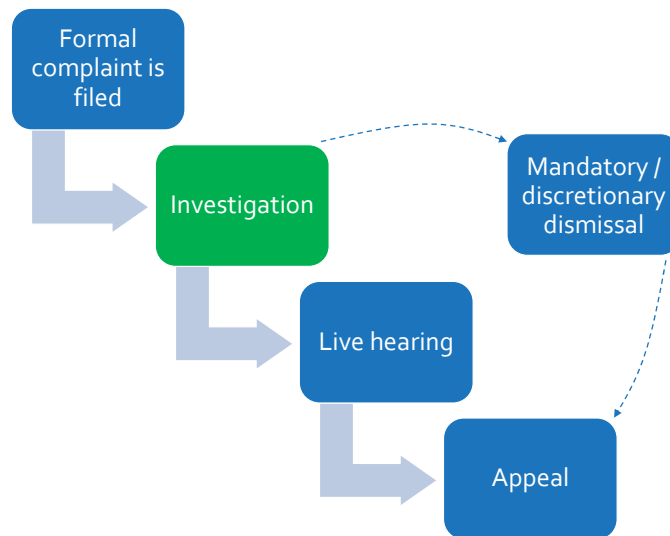 Formal
complaint is
filed
Investigation
Mandatory /
discretionary
dismissal
Live hearing
Appeal